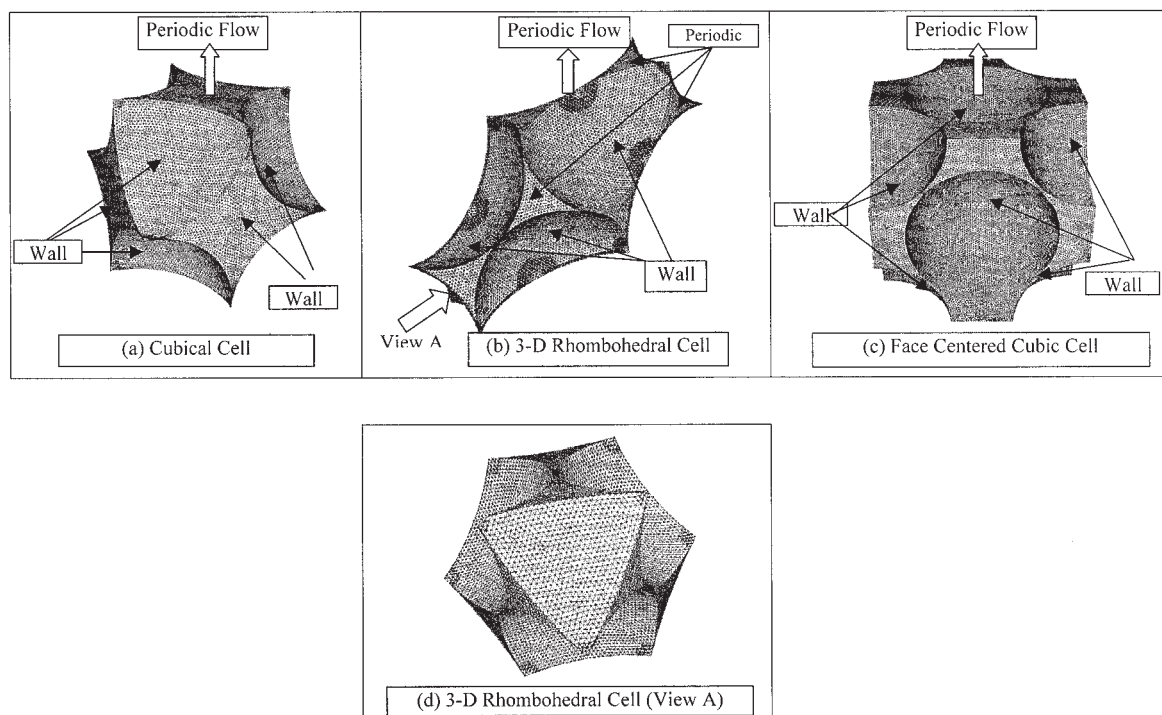 Periodic Flow
Wall
Wall
(a) Cubical Cell
Periodic Flow
Periodic
Wall
View A
(b) 3-D Rhombohedral Cell
Periodic Flow
Wall
Wall
(c) Face Centered Cubic Cell
(d) 3-D Rhombohedral Cell (View A)